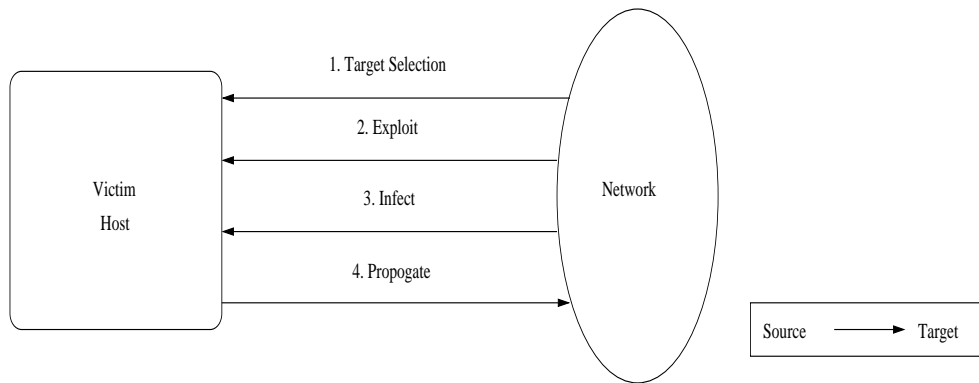 1. Target Selection
2. Exploit
3. Infect
4. Propogate
Victim
Host
Network
Source
Target